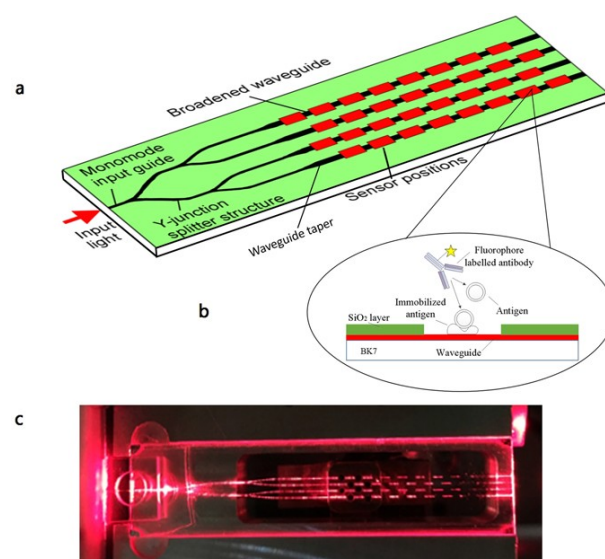 a
Broadened waveguide
Monomode
input guide
Y-junction
splitter structure
Input
light
Waveguide taper
Sensor positions
b
Fluorophore
labelled antibody
Immobilized
antigen
Antigen
SiO₂ layer
BK7
Waveguide
c